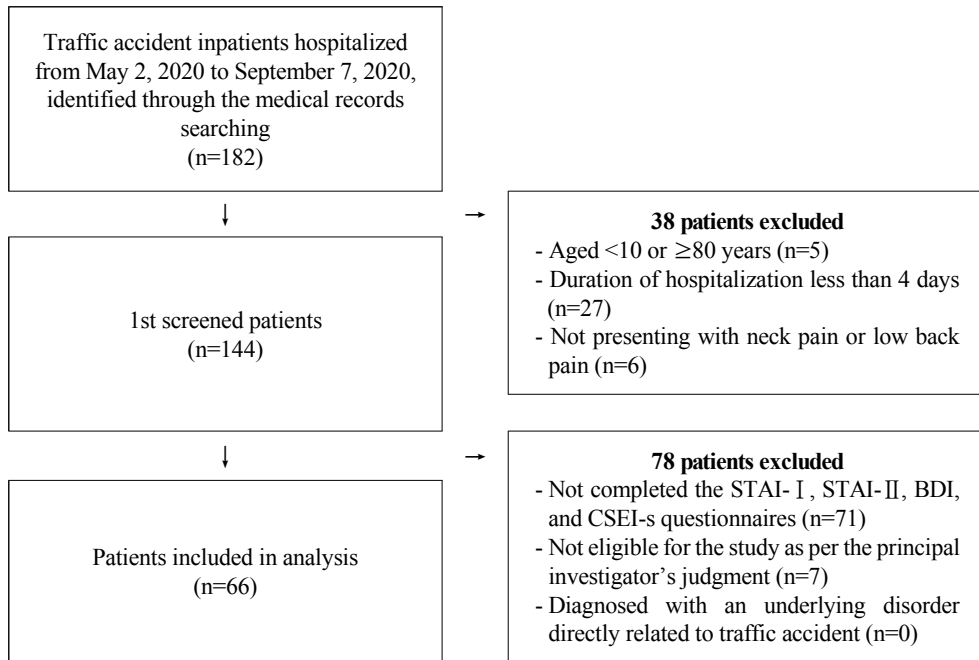 Traffic accident inpatients hospitalized
from May 2, 2020 to September 7, 2020,
identified through the medical records
searching
(n=182)
↓
→
38 patients excluded
- Aged <10 or ≥80 years (n=5)
- Duration of hospitalization less than 4 days
(n=27)
- Not presenting with neck pain or low back
pain (n=6)
1st screened patients
(n=144)
↓
→
78 patients excluded
- Not completed the STAI-Ⅰ, STAI-Ⅱ, BDI,
and CSEI-s questionnaires (n=71)
- Not eligible for the study as per the principal
investigator’s judgment (n=7)
- Diagnosed with an underlying disorder
directly related to traffic accident (n=0)
Patients included in analysis
(n=66)